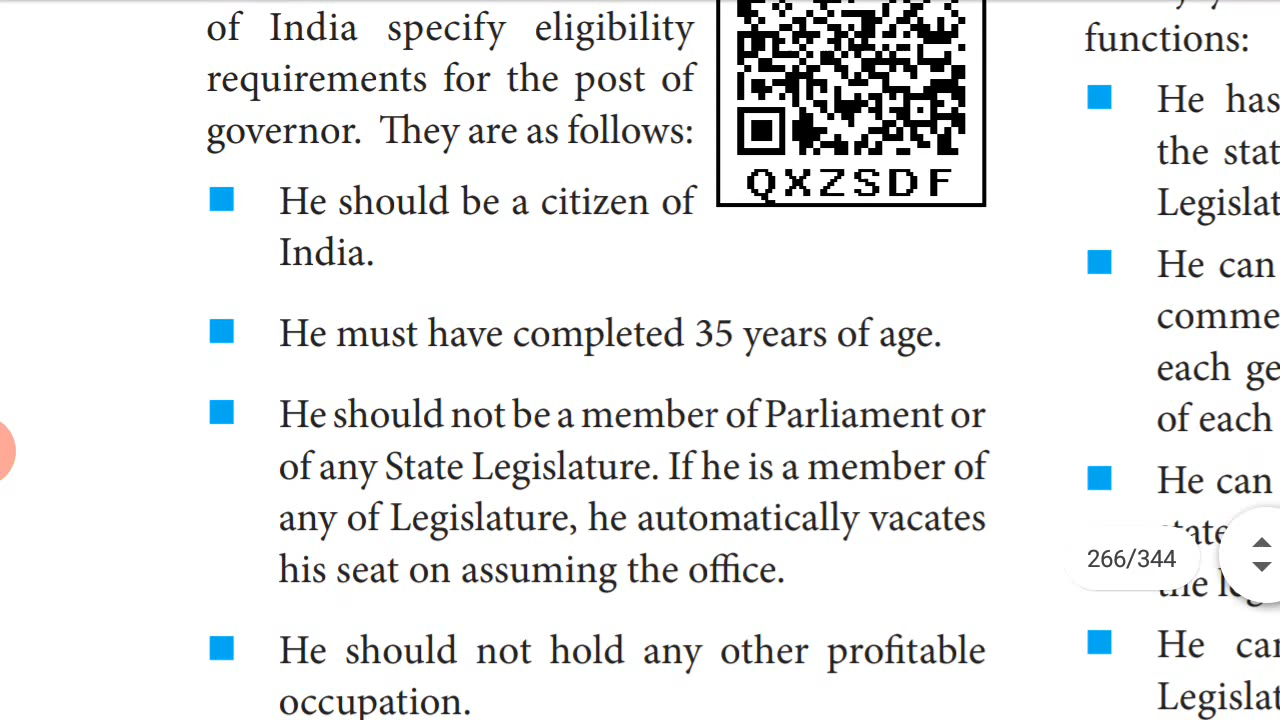 of India specify eligibility
requirements for the post of
governor. They are as follows:
QXZSDF
He should be a citizen of
India.
He must have completed 35 years of age.
He should not be a member of Parliament or
of any State Legislature. If he is a member of
any of Legislature, he automatically vacates
his seat on assuming the office.
He should not hold any other profitable
occupation.
functions:
He has
the stat
Legislat
He can
comme
each ge
of each
He can
state
266/344
the le
He car
Legislat